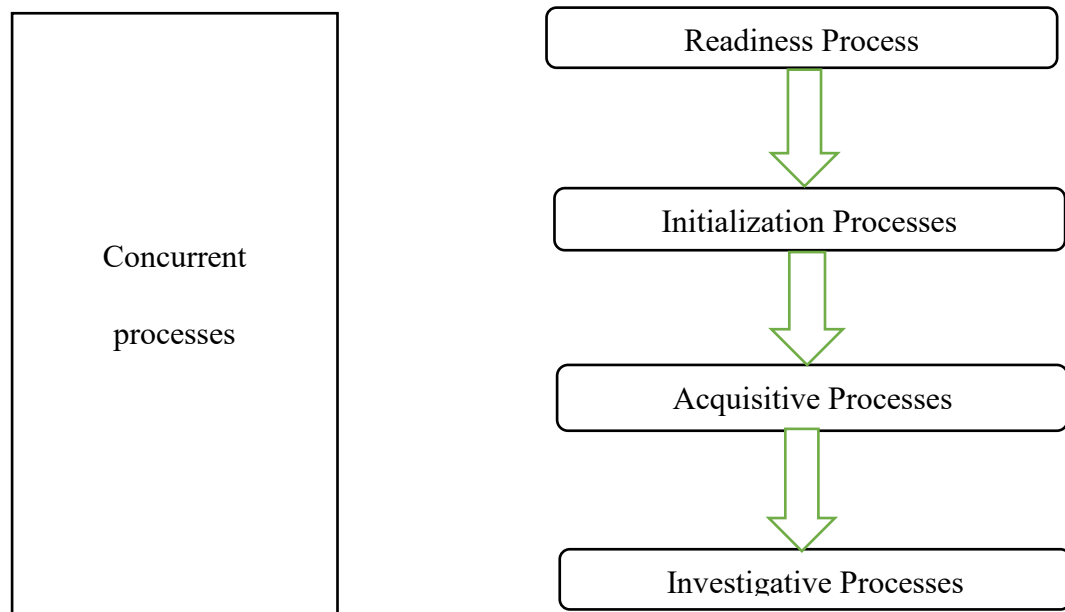 Concurrent
processes
Readiness Process
Initialization Processes
Acquisitive Processes
Investigative Processes